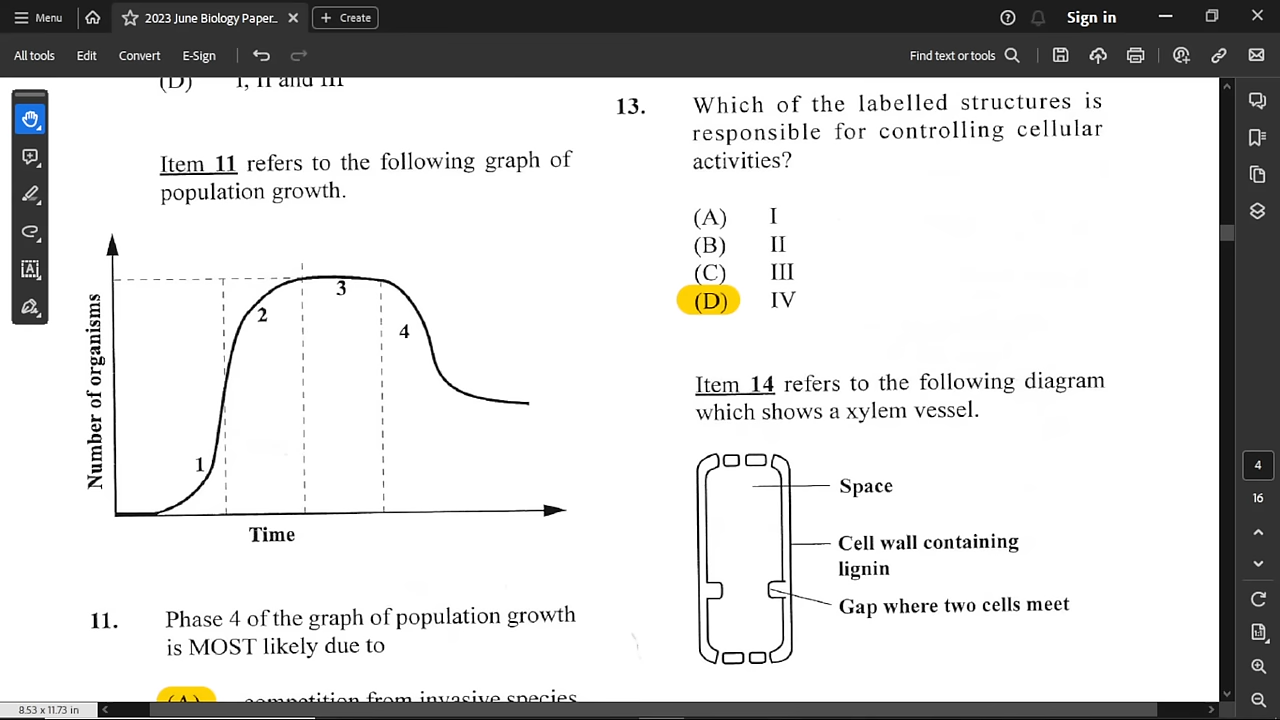 Menu
2023 June Biology Paper...
Create
Sign in
All tools
Edit
Convert
E-Sign
Find text or tools
(D) I, II and III
Item 11 refers to the following graph of
population growth.
Number of organisms
1
2
3
4
Time
11. Phase 4 of the graph of population growth
is MOST likely due to
(A) competition from invasive species
13. Which of the labelled structures is
responsible for controlling cellular
activities?
(A) I
(B) II
(C) III
(D) IV
Item 14 refers to the following diagram
which shows a xylem vessel.
Space
Cell wall containing
lignin
Gap where two cells meet
4
16
8.53 x 11.73 in